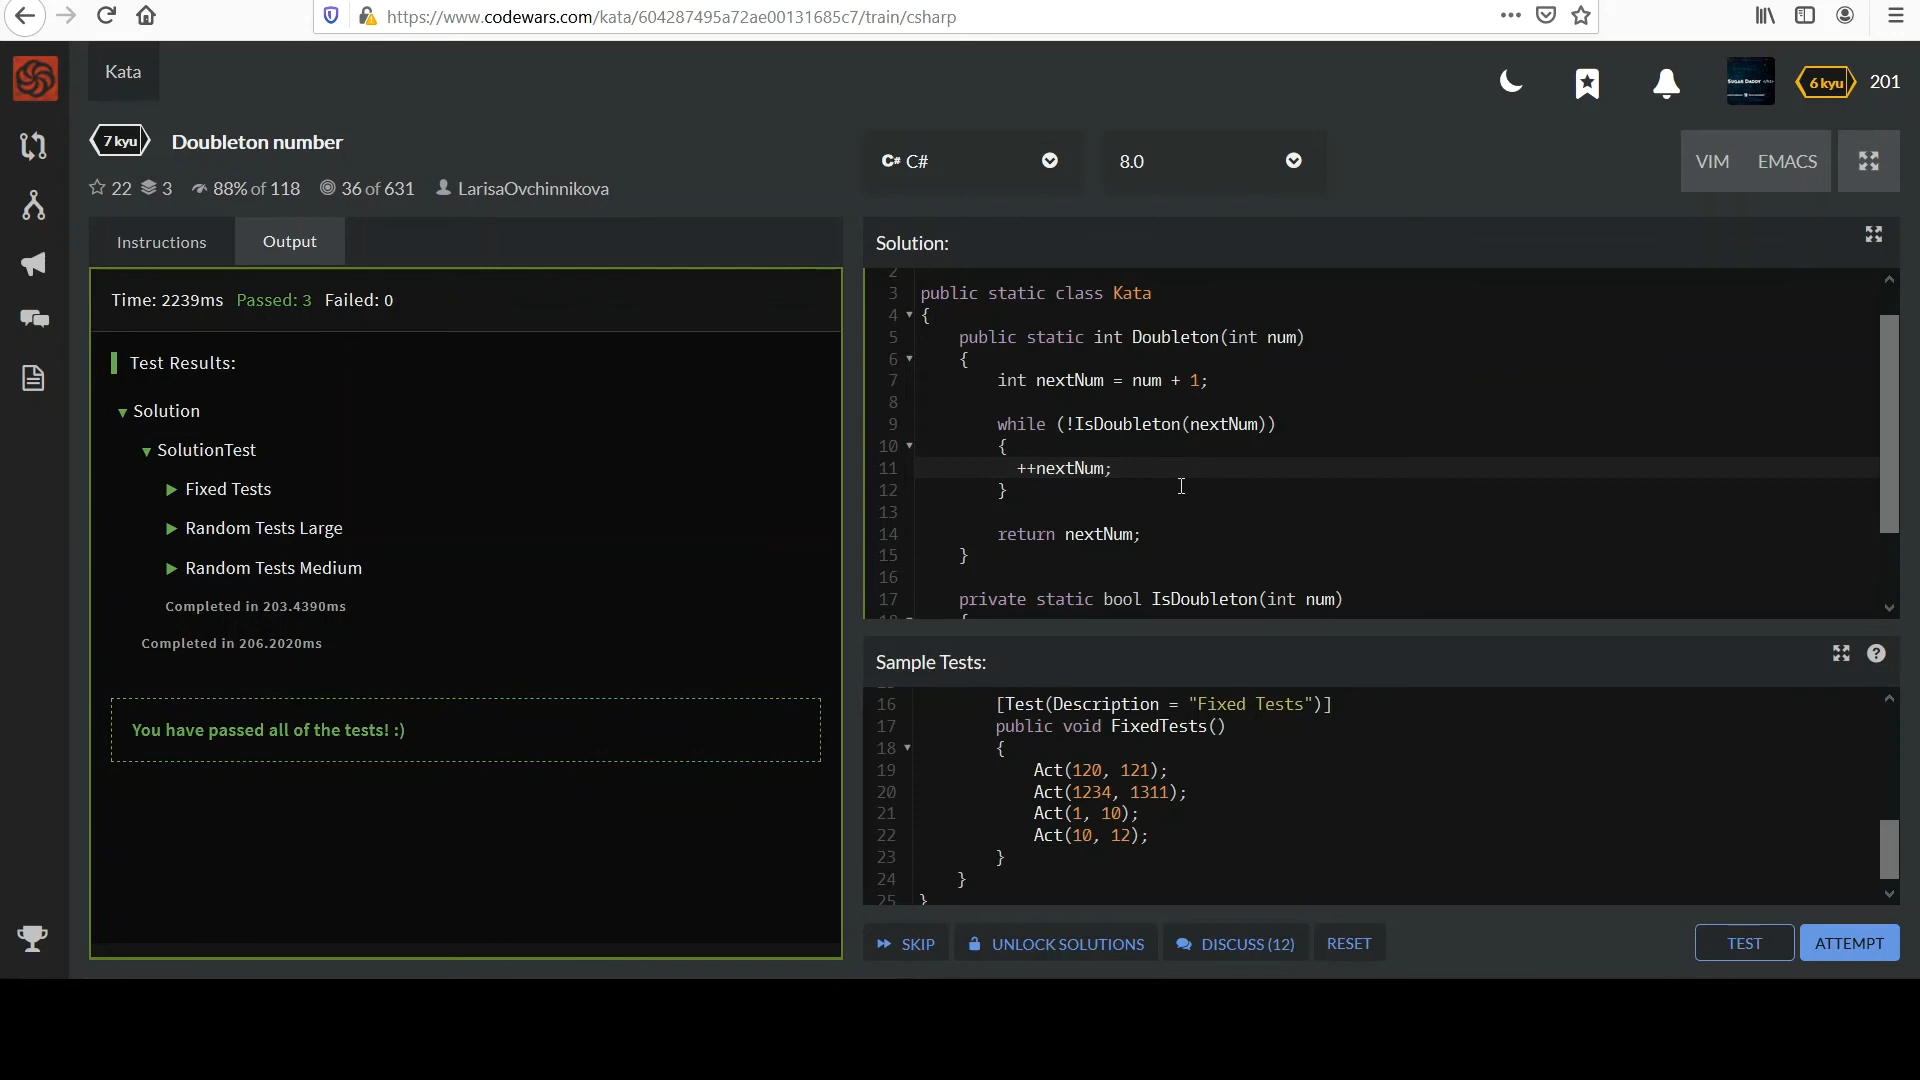 https://www.codewars.com/kata/604287495a72ae00131685c7/train/csharp
Kata
6 kyu 201
7 kyu Doubleton number
22 3 88% of 118 36 of 631 LarisaOvchinnikova
C# C#
8.0
VIM EMACS
Instructions Output
Time: 2239ms Passed: 3 Failed: 0
Test Results:
Solution
SolutionTest
Fixed Tests
Random Tests Large
Random Tests Medium
Completed in 203.4390ms
Completed in 206.2020ms
You have passed all of the tests! :)
Solution:
2
3 public static class Kata
4 {
5 public static int Doubleton(int num)
6 {
7 int nextNum = num + 1;
8
9 while (!IsDoubleton(nextNum))
10 {
11 ++nextNum;
12 }
13
14 return nextNum;
15 }
16
17 private static bool IsDoubleton(int num)
18 {
Sample Tests:
16 [Test(Description = "Fixed Tests")]
17 public void FixedTests()
18 {
19 Act(120, 121);
20 Act(1234, 1311);
21 Act(1, 10);
22 Act(10, 12);
23 }
24 }
25 }
SKIP UNLOCK SOLUTIONS DISCUSS (12) RESET TEST ATTEMPT